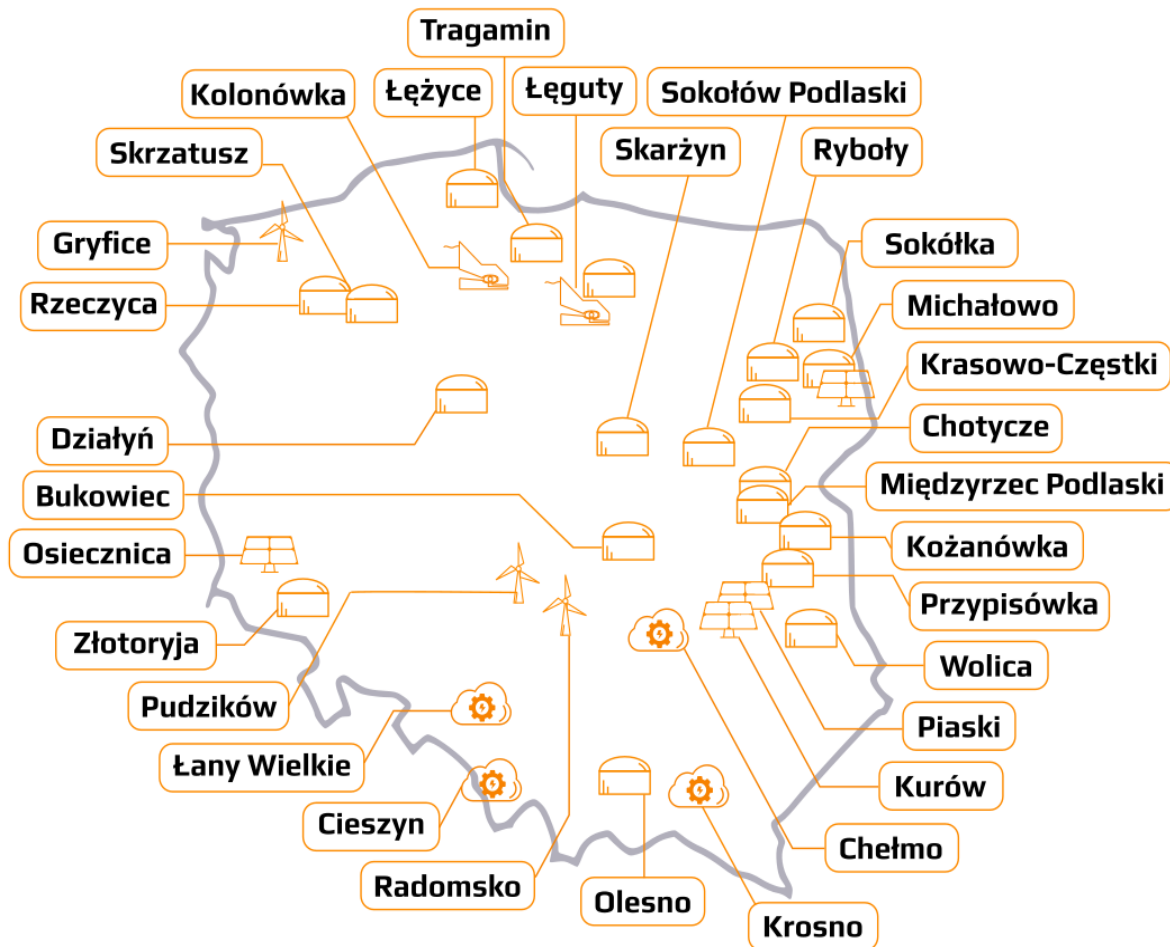 Tragamin
Kolonówka
Łężyce
Łęguty
Sokołów Podlaski
Skrzatusz
Skarżyn
Ryboły
Gryfice
Sokółka
Rzeczyca
Michałowo
Krasowo-Częstki
Działyń
Chotycze
Bukowiec
Międzyrzec Podlaski
Osiecznica
Kożanówka
Przypisówka
Złotoryja
Wolica
Pudzików
Piaski
Łany Wielkie
Kurów
Cieszyn
Chełmo
Radomsko
Olesno
Krosno